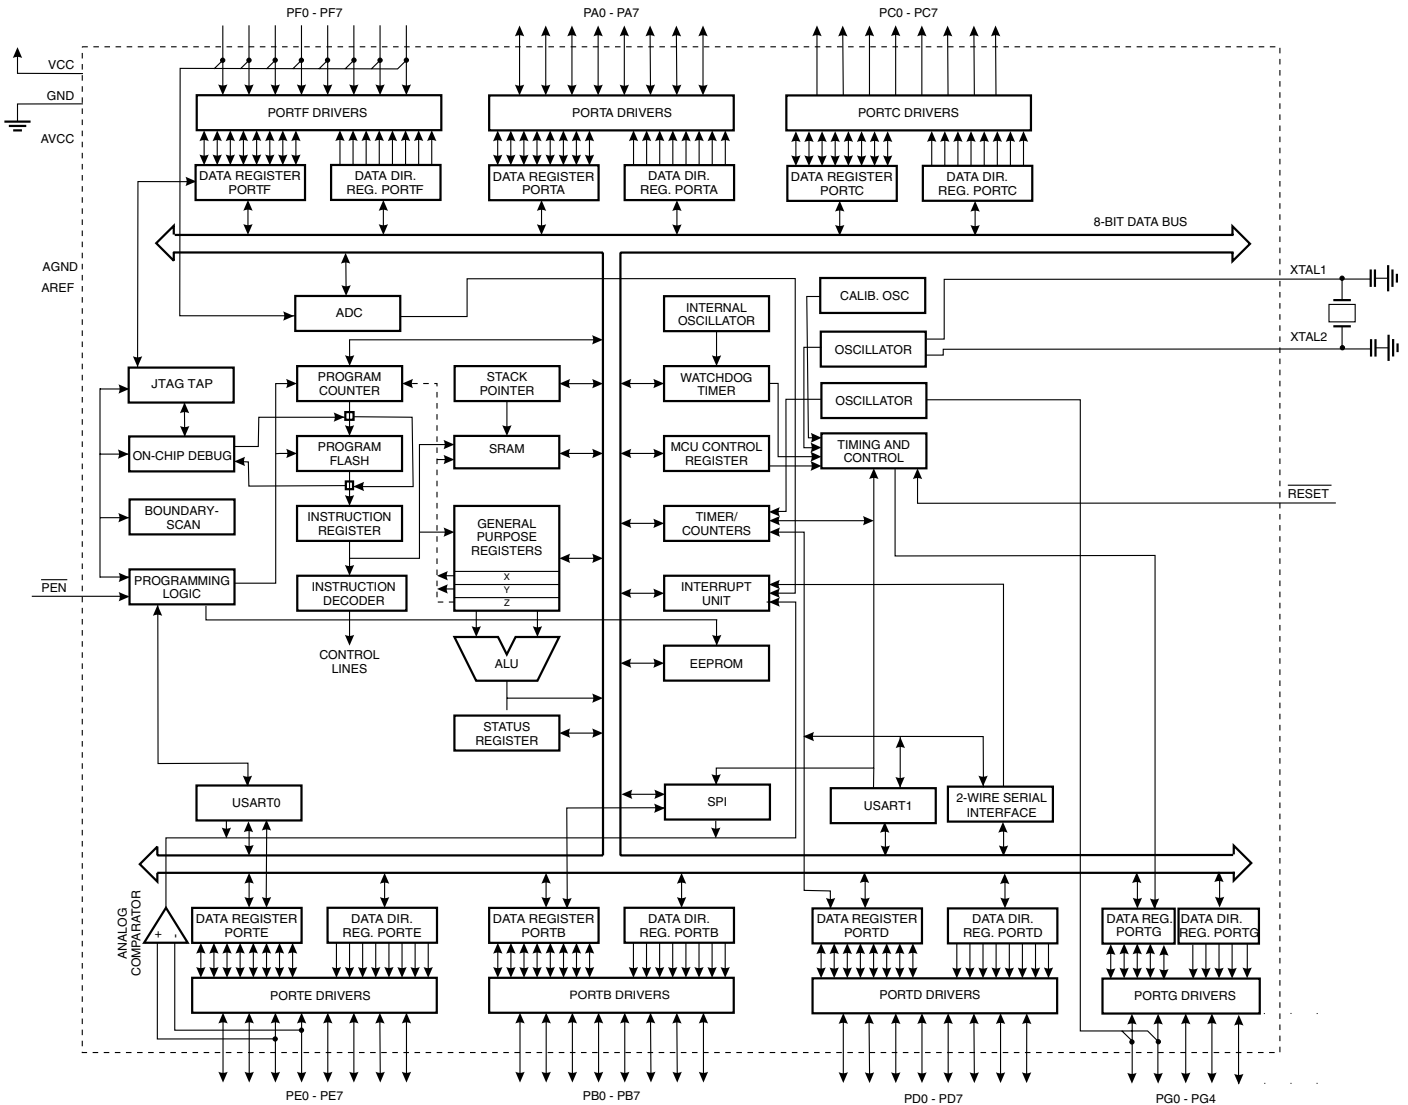 PF0 - PF7
PA0 - PA7
PC0 - PC7
VCC
GND
AVCC
PORTF DRIVERS
PORTA DRIVERS
PORTC DRIVERS
DATA REGISTER
PORTF
DATA DIR.
REG. PORTF
DATA REGISTER
PORTA
DATA DIR.
REG. PORTA
DATA REGISTER
PORTC
DATA DIR.
REG. PORTC
8-BIT DATA BUS
AGND
AREF
XTAL1
XTAL2
ADC
INTERNAL
OSCILLATOR
CALIB. OSC
OSCILLATOR
JTAG TAP
PROGRAM
COUNTER
STACK
POINTER
WATCHDOG
TIMER
OSCILLATOR
ON-CHIP DEBUG
PROGRAM
FLASH
SRAM
MCU CONTROL
REGISTER
TIMING AND
CONTROL
RESET
BOUNDARY-
SCAN
INSTRUCTION
REGISTER
GENERAL
PURPOSE
REGISTERS
X
Y
Z
TIMER/
COUNTERS
PEN
PROGRAMMING
LOGIC
INSTRUCTION
DECODER
INTERRUPT
UNIT
CONTROL
LINES
ALU
EEPROM
STATUS
REGISTER
USART0
SPI
USART1
2-WIRE SERIAL
INTERFACE
ANALOG
COMPARATOR
+
-
DATA REGISTER
PORTE
DATA DIR.
REG. PORTE
DATA REGISTER
PORTB
DATA DIR.
REG. PORTB
DATA REGISTER
PORTD
DATA DIR.
REG. PORTD
DATA REG.
PORTG
DATA DIR.
REG. PORTG
PORTE DRIVERS
PORTB DRIVERS
PORTD DRIVERS
PORTG DRIVERS
PE0 - PE7
PB0 - PB7
PD0 - PD7
PG0 - PG4